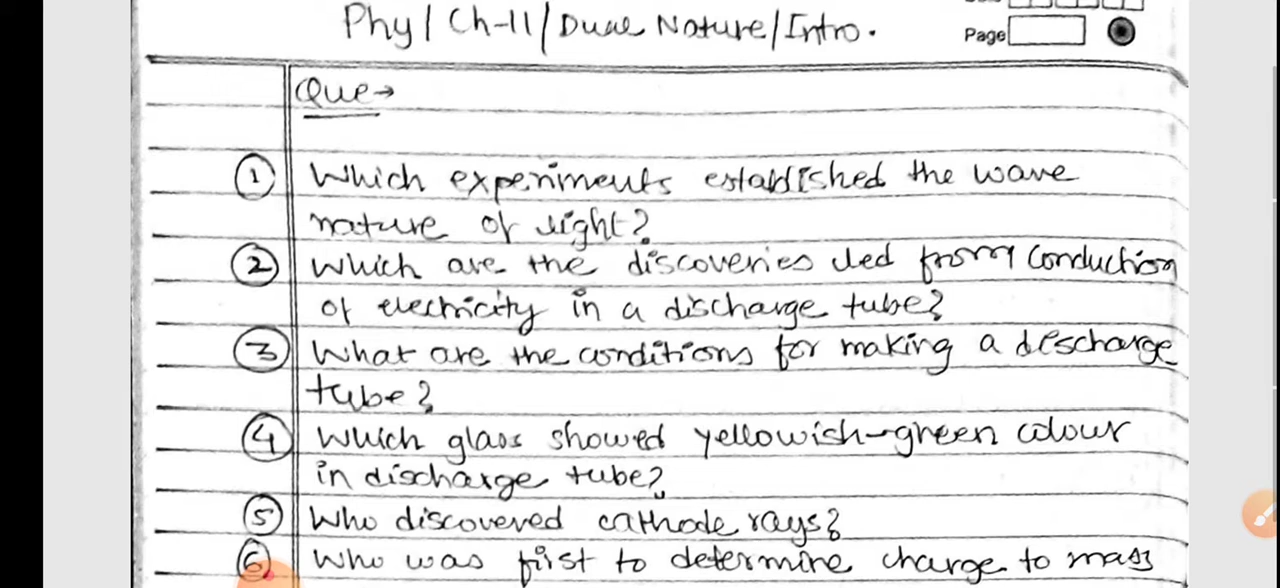 Phy/Ch-11/Dual Nature/Intro.
Page
Que→
① Which experiments established the wave
nature of light?
② Which are the discoveries led from conduction
of electricity in a discharge tube?
③ What are the conditions for making a discharge
tube?
④ Which glass showed yellowish-green colour
in discharge tube?
⑤ Who discovered cathode rays?
⑥ Who was first to determine charge to mass